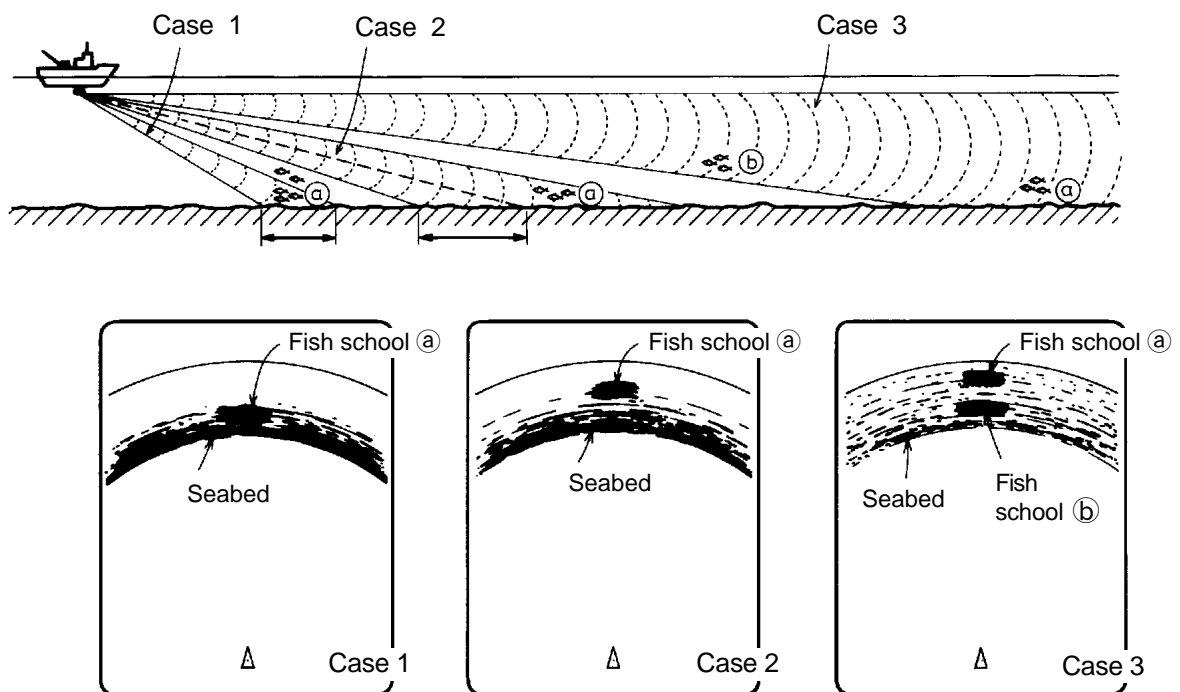 Case 1
Case 2
Case 3
ⓑ
ⓐ
ⓐ
ⓐ
Fish school ⓐ
Seabed
Case 1
Fish school ⓐ
Seabed
Case 2
Fish school ⓐ
Seabed
Fish
school ⓑ
Case 3